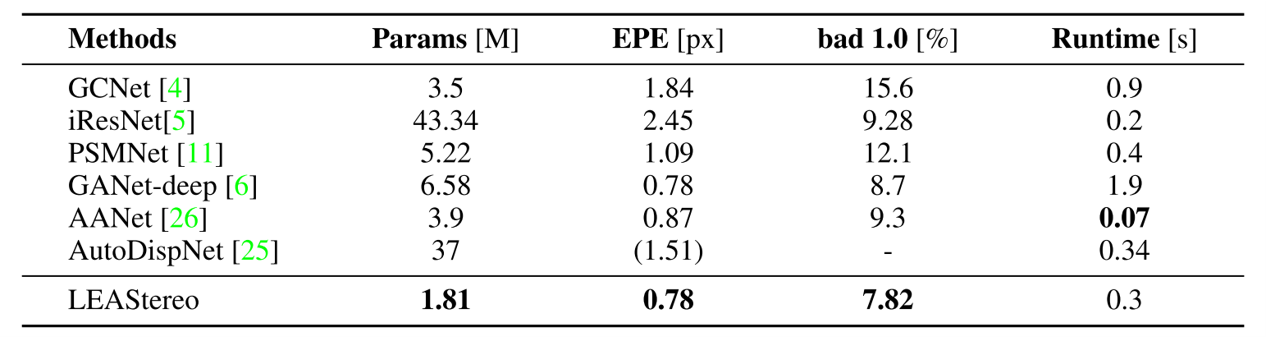 Methods Params [M] EPE [px] bad 1.0 [%] Runtime [s]
GCNet [4] 3.5 1.84 15.6 0.9
iResNet[5] 43.34 2.45 9.28 0.2
PSMNet [11] 5.22 1.09 12.1 0.4
GANet-deep [6] 6.58 0.78 8.7 1.9
AANet [26] 3.9 0.87 9.3 0.07
AutoDispNet [25] 37 (1.51) - 0.34
LEAStereo 1.81 0.78 7.82 0.3